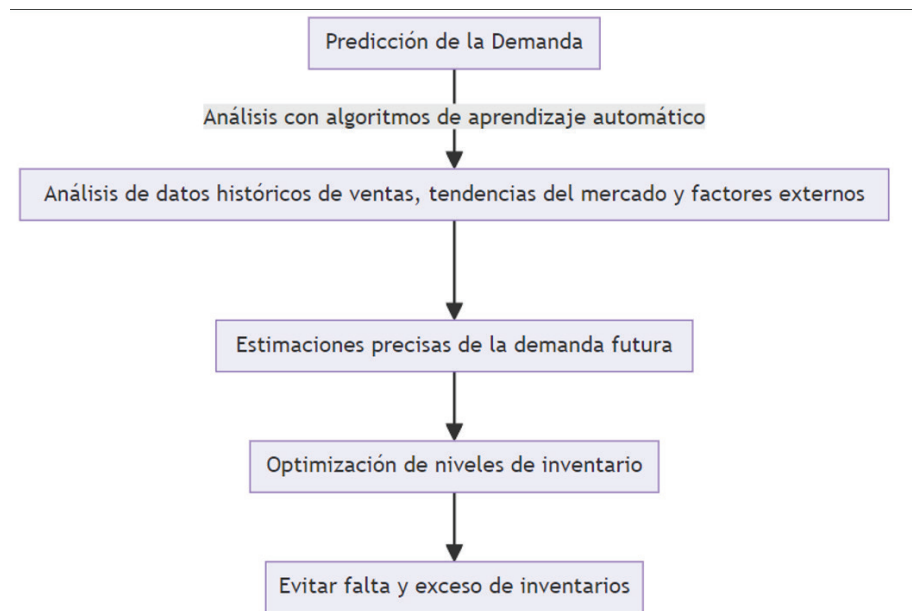 Predicción de la Demanda
Análisis con algoritmos de aprendizaje automático
Análisis de datos históricos de ventas, tendencias del mercado y factores externos
Estimaciones precisas de la demanda futura
Optimización de niveles de inventario
Evitar falta y exceso de inventarios